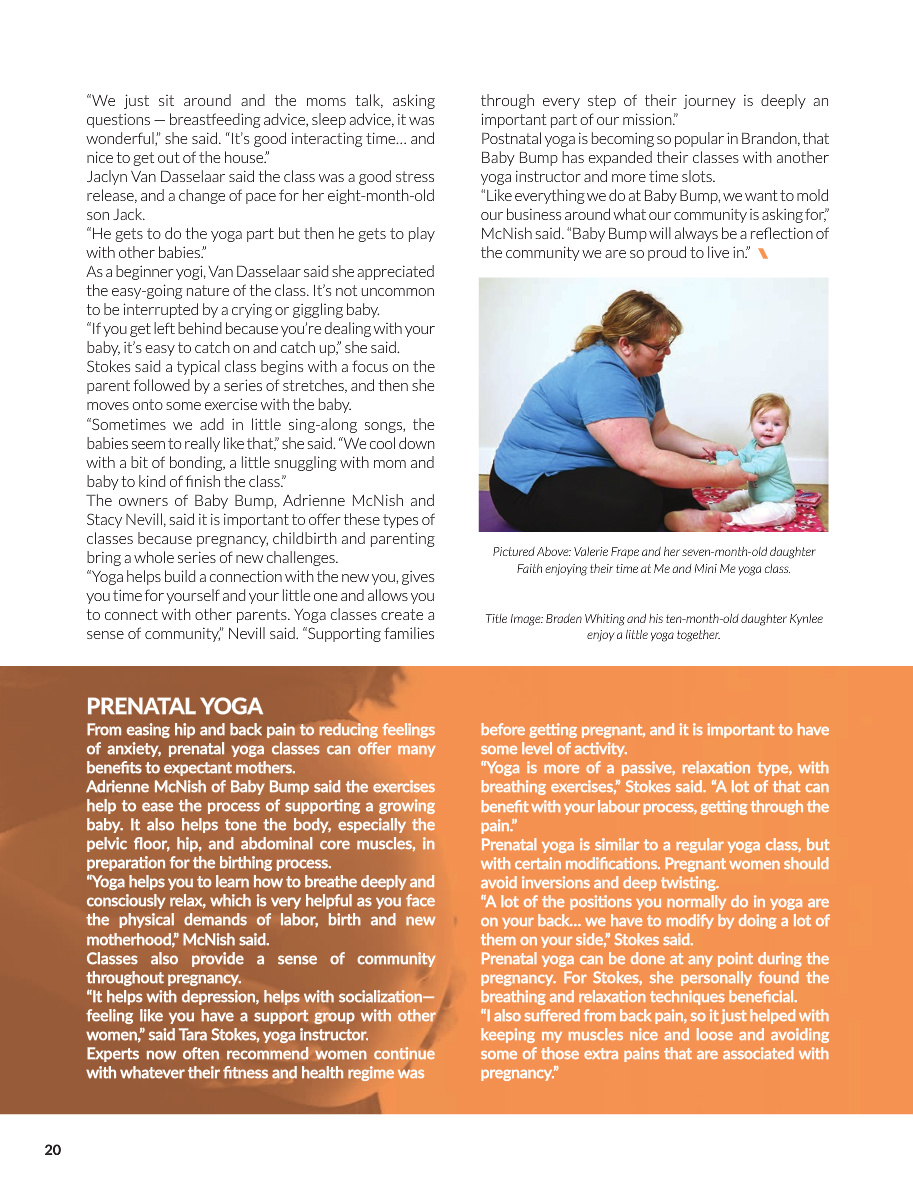 “We just sit around and the moms talk, asking
questions — breastfeeding advice, sleep advice, it was
wonderful,” she said. “It’s good interacting time... and
nice to get out of the house.”
Jaclyn Van Dasselaar said the class was a good stress
release, and a change of pace for her eight-month-old
son Jack.
“He gets to do the yoga part but then he gets to play
with other babies.”
As a beginner yogi, Van Dasselaar said she appreciated
the easy-going nature of the class. It’s not uncommon
to be interrupted by a crying or giggling baby.
“If you get left behind because you’re dealing with your
baby, it’s easy to catch on and catch up,” she said.
Stokes said a typical class begins with a focus on the
parent followed by a series of stretches, and then she
moves onto some exercise with the baby.
“Sometimes we add in little sing-along songs, the
babies seem to really like that,” she said. “We cool down
with a bit of bonding, a little snuggling with mom and
baby to kind of finish the class.”
The owners of Baby Bump, Adrienne McNish and
Stacy Nevill, said it is important to offer these types of
classes because pregnancy, childbirth and parenting
bring a whole series of new challenges.
“Yoga helps build a connection with the new you, gives
you time for yourself and your little one and allows you
to connect with other parents. Yoga classes create a
sense of community,” Nevill said. “Supporting families
through every step of their journey is deeply an
important part of our mission.”
Postnatal yoga is becoming so popular in Brandon, that
Baby Bump has expanded their classes with another
yoga instructor and more time slots.
“Like everything we do at Baby Bump, we want to mold
our business around what our community is asking for,”
McNish said. “Baby Bump will always be a reflection of
the community we are so proud to live in.”
Pictured Above: Valerie Frape and her seven-month-old daughter
Faith enjoying their time at Me and Mini Me yoga class.
Title Image: Braden Whiting and his ten-month-old daughter Kynlee
enjoy a little yoga together.
PRENATAL YOGA
From easing hip and back pain to reducing feelings
of anxiety, prenatal yoga classes can offer many
benefits to expectant mothers.
Adrienne McNish of Baby Bump said the exercises
help to ease the process of supporting a growing
baby. It also helps tone the body, especially the
pelvic floor, hip, and abdominal core muscles, in
preparation for the birthing process.
“Yoga helps you to learn how to breathe deeply and
consciously relax, which is very helpful as you face
the physical demands of labor, birth and new
motherhood,” McNish said.
Classes also provide a sense of community
throughout pregnancy.
“It helps with depression, helps with socialization—
feeling like you have a support group with other
women,” said Tara Stokes, yoga instructor.
Experts now often recommend women continue
with whatever their fitness and health regime was
before getting pregnant, and it is important to have
some level of activity.
“Yoga is more of a passive, relaxation type, with
breathing exercises,” Stokes said. “A lot of that can
benefit with your labour process, getting through the
pain.”
Prenatal yoga is similar to a regular yoga class, but
with certain modifications. Pregnant women should
avoid inversions and deep twisting.
“A lot of the positions you normally do in yoga are
on your back... we have to modify by doing a lot of
them on your side,” Stokes said.
Prenatal yoga can be done at any point during the
pregnancy. For Stokes, she personally found the
breathing and relaxation techniques beneficial.
“I also suffered from back pain, so it just helped with
keeping my muscles nice and loose and avoiding
some of those extra pains that are associated with
pregnancy.”
20